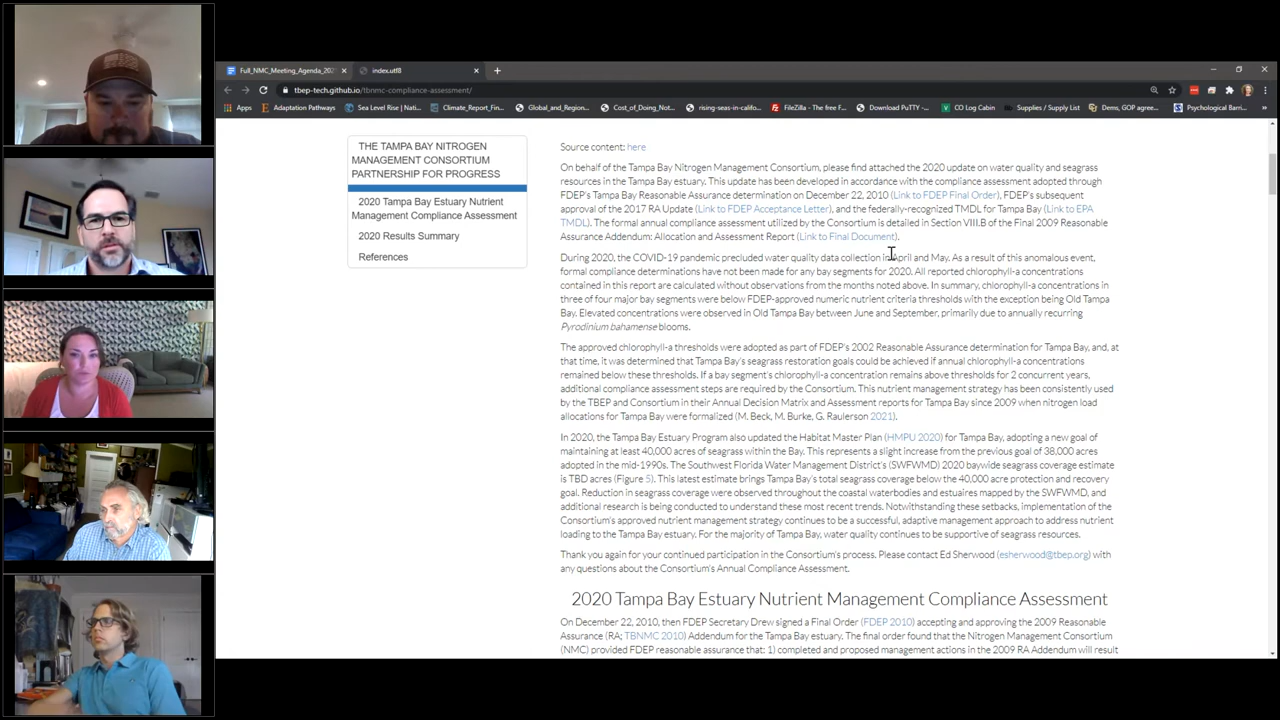 Full_NMC_Meeting_Agenda_202
index.utf8
tbep-tech.github.io/tbnmc-compliance-assessment/
Apps
Adaptation Pathways
Sea Level Rise | Nati...
Climate_Report_Fin...
Global_and_Region...
Cost_of_Doing_Not...
rising-seas-in-califo...
FileZilla - The free F...
Download PuTTY -...
CO Log Cabin
Supplies/Supply List
Dems, GOP agree...
Psychological Barri...
THE TAMPA BAY NITROGEN
MANAGEMENT CONSORTIUM
PARTNERSHIP FOR PROGRESS
2020 Tampa Bay Estuary Nutrient
Management Compliance Assessment
2020 Results Summary
References
Source content: here
On behalf of the Tampa Bay Nitrogen Management Consortium, please find attached the 2020 update on water quality and seagrass
resources in the Tampa Bay estuary. This update has been developed in accordance with the compliance assessment adopted through
FDEP's Tampa Bay Reasonable Assurance determination on December 22, 2010 (Link to FDEP Final Order), FDEP's subsequent
approval of the 2017 RA Update (Link to FDEP Acceptance Letter), and the federally-recognized TMDL for Tampa Bay (Link to EPA
TMDL). The formal annual compliance assessment utilized by the Consortium is detailed in Section VIII.B of the Final 2009 Reasonable
Assurance Addendum: Allocation and Assessment Report (Link to Final Document).
During 2020, the COVID-19 pandemic precluded water quality data collection in April and May. As a result of this anomalous event,
formal compliance determinations have not been made for any bay segments for 2020. All reported chlorophyll-a concentrations
contained in this report are calculated without observations from the months noted above. In summary, chlorophyll-a concentrations in
three of four major bay segments were below FDEP-approved numeric nutrient criteria thresholds with the exception being Old Tampa
Bay. Elevated concentrations were observed in Old Tampa Bay between June and September, primarily due to annually recurring
Pyrodinium bahamense blooms.
The approved chlorophyll-a thresholds were adopted as part of FDEP's 2002 Reasonable Assurance determination for Tampa Bay, and, at
that time, it was determined that Tampa Bay's seagrass restoration goals could be achieved if annual chlorophyll-a concentrations
remained below these thresholds. If a bay segment's chlorophyll-a concentration remains above thresholds for 2 concurrent years,
additional compliance assessment steps are required by the Consortium. This nutrient management strategy has been consistently used
by the TBEP and Consortium in their Annual Decision Matrix and Assessment reports for Tampa Bay since 2009 when nitrogen load
allocations for Tampa Bay were formalized (M. Beck, M. Burke, G. Raulerson 2021).
In 2020, the Tampa Bay Estuary Program also updated the Habitat Master Plan (HMPU 2020) for Tampa Bay, adopting a new goal of
maintaining at least 40,000 acres of seagrass within the Bay. This represents a slight increase from the previous goal of 38,000 acres
adopted in the mid-1990s. The Southwest Florida Water Management District's (SWFWMD) 2020 baywide seagrass coverage estimate
is TBD acres (Figure 5). This latest estimate brings Tampa Bay's total seagrass coverage below the 40,000 acre protection and recovery
goal. Reduction in seagrass coverage were observed throughout the coastal waterbodies and estuaires mapped by the SWFWMD, and
additional research is being conducted to understand these most recent trends. Notwithstanding these setbacks, implementation of the
Consortium's approved nutrient management strategy continues to be a successful, adaptive management approach to address nutrient
management in the estuary. For the majority of Tampa Bay, water quality continues to be supportive of seagrass resources.
Thank you again for your continued participation in the Consortium's process. Please contact Ed Sherwood (esherwood@tbep.org) with
any questions about the Consortium's Annual Compliance Assessment.
2020 Tampa Bay Estuary Nutrient Management Compliance Assessment
On December 22, 2010, then FDEP Secretary Drew signed a Final Order (FDEP 2010) accepting and approving the 2009 Reasonable
Assurance (RA; TBNMC 2010) Addendum for the Tampa Bay estuary. The final order found that the Nitrogen Management Consortium
(NMC) provided FDEP reasonable assurance that: 1) completed and proposed management actions in the 2009 RA Addendum will result